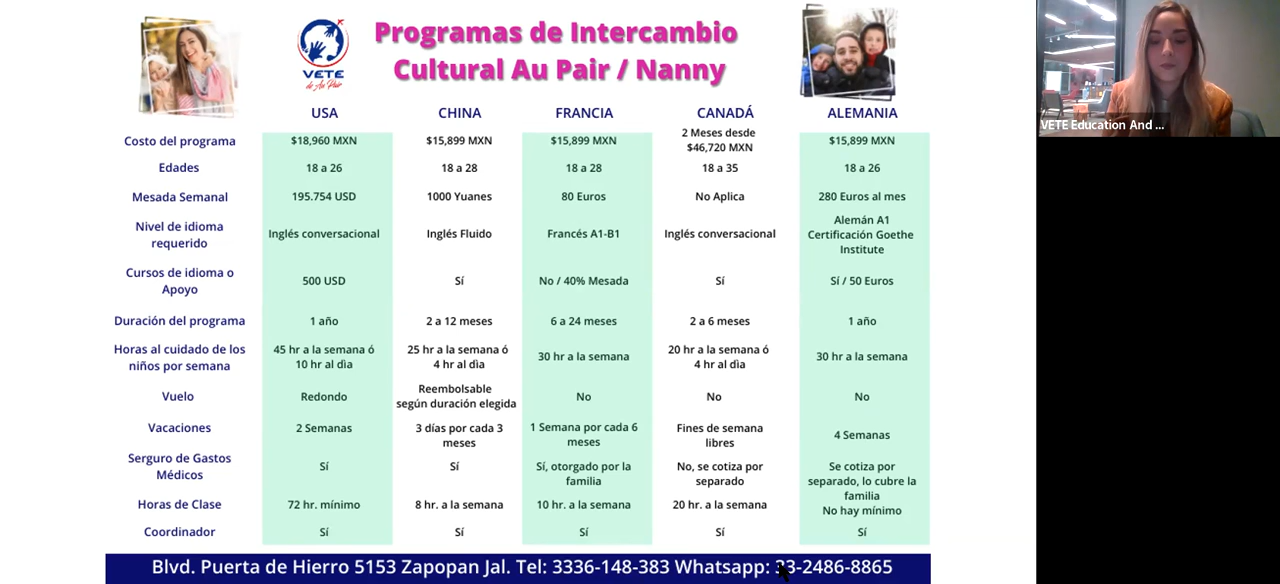 Programas de Intercambio
Cultural Au Pair / Nanny
VETE
de Au Pair
USA CHINA FRANCIA CANADÁ ALEMANIA
Costo del programa $18,960 MXN $15,899 MXN $15,899 MXN 2 Meses desde $46,720 MXN $15,899 MXN
Edades 18 a 26 18 a 28 18 a 28 18 a 35 18 a 26
Mesada Semanal 195.754 USD 1000 Yuanes 80 Euros No Aplica 280 Euros al mes
Nivel de idioma requerido Inglés conversacional Inglés Fluido Francés A1-B1 Inglés conversacional Alemán A1 Certificación Goethe Institute
Cursos de idioma o Apoyo 500 USD Sí No / 40% Mesada Sí Sí / 50 Euros
Duración del programa 1 año 2 a 12 meses 6 a 24 meses 2 a 6 meses 1 año
Horas al cuidado de los niños por semana 45 hr a la semana ó 10 hr al dìa 25 hr a la semana ó 4 hr al dìa 30 hr a la semana 20 hr a la semana ó 4 hr al dìa 30 hr a la semana
Vuelo Redondo Reembolsable según duración elegida No No No
Vacaciones 2 Semanas 3 días por cada 3 meses 1 Semana por cada 6 meses Fines de semana libres 4 Semanas
Serguro de Gastos Médicos Sí Sí Sí, otorgado por la familia No, se cotiza por separado Se cotiza por separado, lo cubre la familia
Horas de Clase 72 hr. mínimo 8 hr. a la semana 10 hr. a la semana 20 hr. a la semana No hay mínimo
Coordinador Sí Sí Sí Sí Sí
Blvd. Puerta de Hierro 5153 Zapopan Jal. Tel: 3336-148-383 Whatsapp: 33-2486-8865
VETE Education And ...